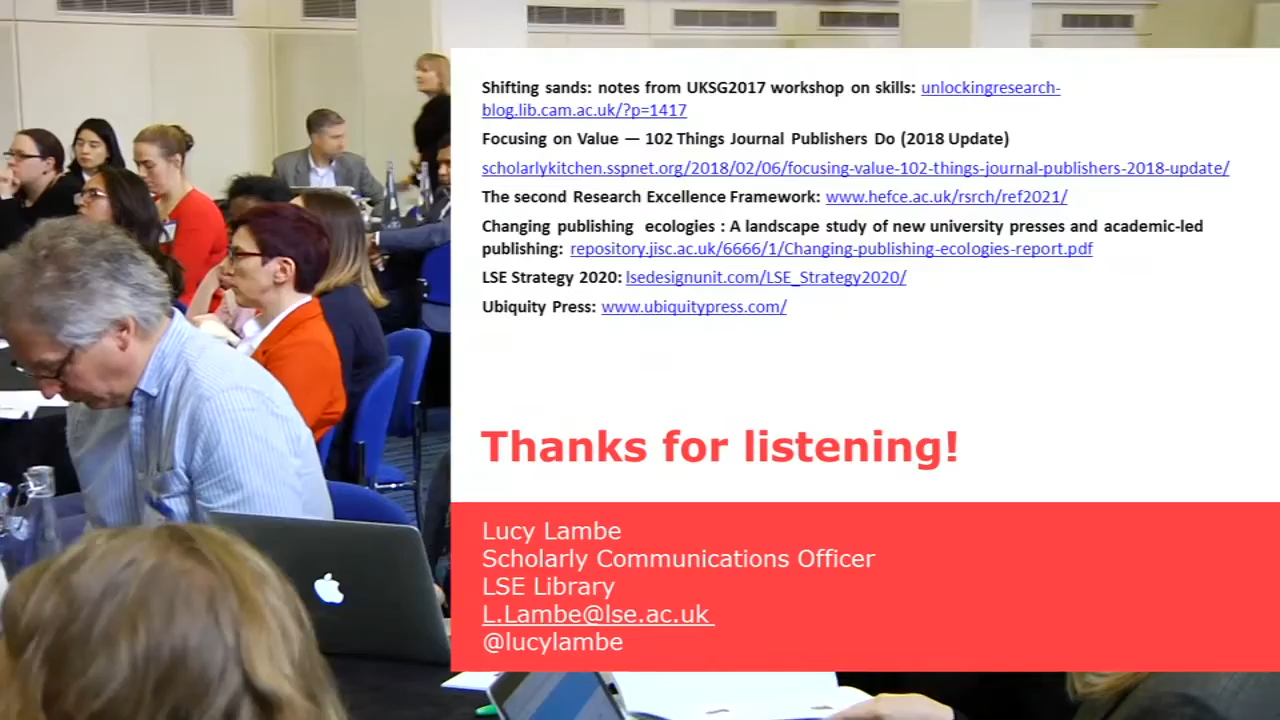 Shifting sands: notes from UKSG2017 workshop on skills: unlockingresearch-
blog.lib.cam.ac.uk/?p=1417
Focusing on Value — 102 Things Journal Publishers Do (2018 Update)
scholarlykitchen.sspnet.org/2018/02/06/focusing-value-102-things-journal-publishers-2018-update/
The second Research Excellence Framework: www.hefce.ac.uk/rsrch/ref2021/
Changing publishing ecologies : A landscape study of new university presses and academic-led
publishing: repository.jisc.ac.uk/6666/1/Changing-publishing-ecologies-report.pdf
LSE Strategy 2020: lsedesignunit.com/LSE_Strategy2020/
Ubiquity Press: www.ubiquitypress.com/
Thanks for listening!
Lucy Lambe
Scholarly Communications Officer
LSE Library
L.Lambe@lse.ac.uk
@lucylambe